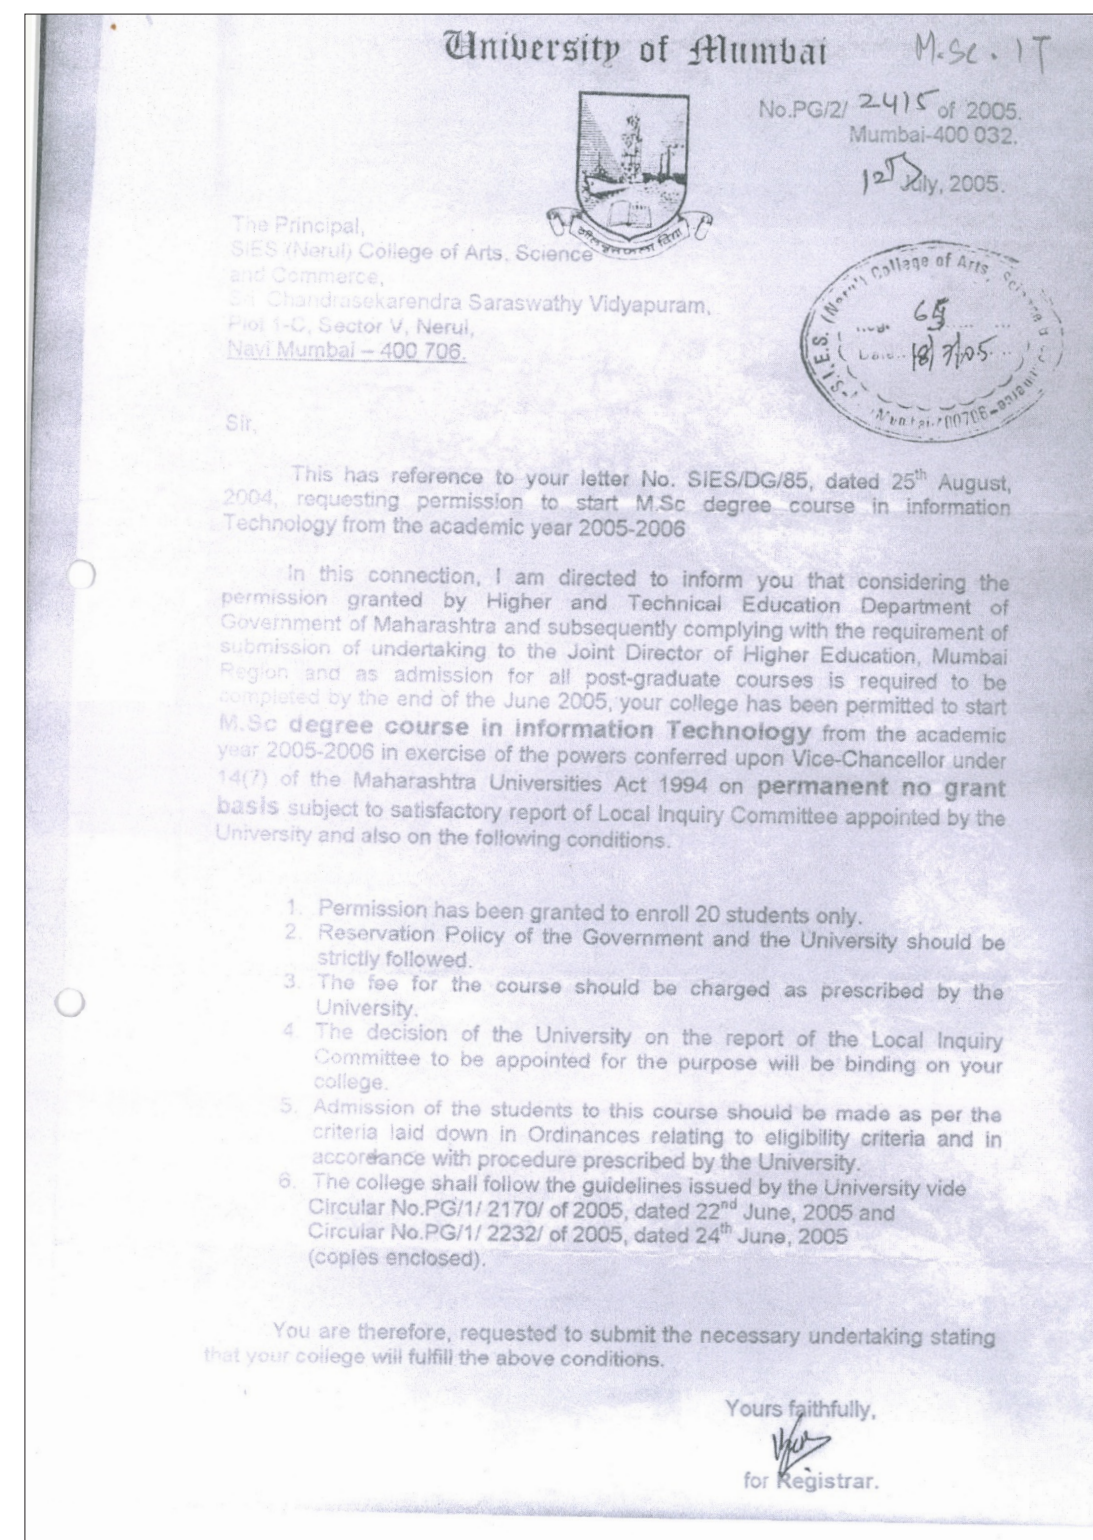 University of Mumbai
M.Sc. IT
No.PG/2/ 2415 of 2005.
Mumbai-400 032.
12th July, 2005.
The Principal,
SIES (Nerul) College of Arts, Science
and Commerce,
Sri Chandrasekarendra Saraswathy Vidyapuram,
Plot 1-C, Sector V, Nerul,
Navi Mumbai – 400 706.
S.I.E.S. (Nerul) College of Arts, Science
65
Date.. 18/7/05
Sir,
This has reference to your letter No. SIES/DG/85, dated 25th August,
2004, requesting permission to start M.Sc degree course in information
Technology from the academic year 2005-2006
In this connection, I am directed to inform you that considering the
permission granted by Higher and Technical Education Department of
Government of Maharashtra and subsequently complying with the requirement of
submission of undertaking to the Joint Director of Higher Education, Mumbai
Region and as admission for all post-graduate courses is required to be
completed by the end of the June 2005, your college has been permitted to start
M.Sc degree course in information Technology from the academic
year 2005-2006 in exercise of the powers conferred upon Vice-Chancellor under
14(7) of the Maharashtra Universities Act 1994 on permanent no grant
basis subject to satisfactory report of Local Inquiry Committee appointed by the
University and also on the following conditions.
1. Permission has been granted to enroll 20 students only.
2. Reservation Policy of the Government and the University should be
strictly followed.
3. The fee for the course should be charged as prescribed by the
University.
4. The decision of the University on the report of the Local Inquiry
Committee to be appointed for the purpose will be binding on your
college.
5. Admission of the students to this course should be made as per the
criteria laid down in Ordinances relating to eligibility criteria and in
accordance with procedure prescribed by the University.
6. The college shall follow the guidelines issued by the University vide
Circular No.PG/1/ 2170/ of 2005, dated 22nd June, 2005 and
Circular No.PG/1/ 2232/ of 2005, dated 24th June, 2005
(copies enclosed).
You are therefore, requested to submit the necessary undertaking stating
that your college will fulfill the above conditions.
Yours faithfully,
for Registrar.